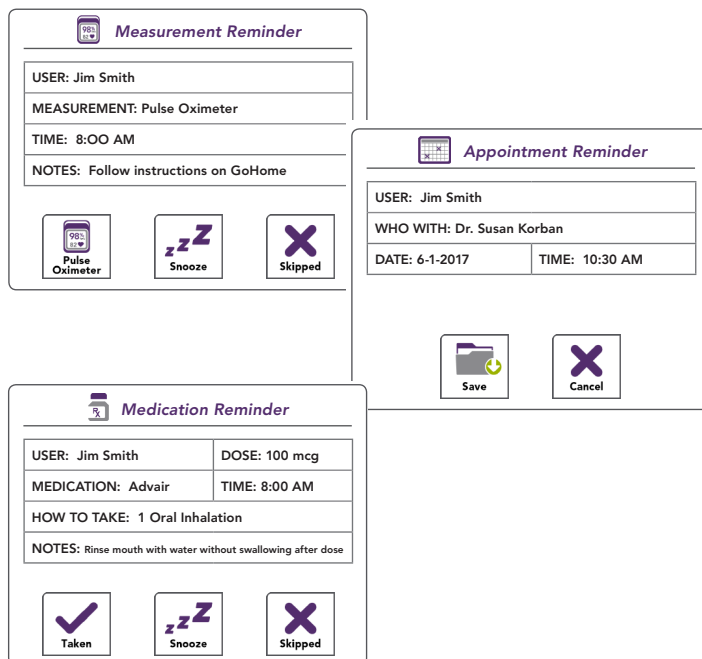 98%
82
Measurement Reminder
USER: Jim Smith
MEASUREMENT: Pulse Oximeter
TIME: 8:OO AM
NOTES: Follow instructions on GoHome
98%
82
Pulse
Oximeter
zzZ
Snooze
Skipped
Appointment Reminder
USER: Jim Smith
WHO WITH: Dr. Susan Korban
DATE: 6-1-2017 TIME: 10:30 AM
Save
Cancel
Rx
Medication Reminder
USER: Jim Smith DOSE: 100 mcg
MEDICATION: Advair TIME: 8:00 AM
HOW TO TAKE: 1 Oral Inhalation
NOTES: Rinse mouth with water without swallowing after dose
Taken
zzZ
Snooze
Skipped